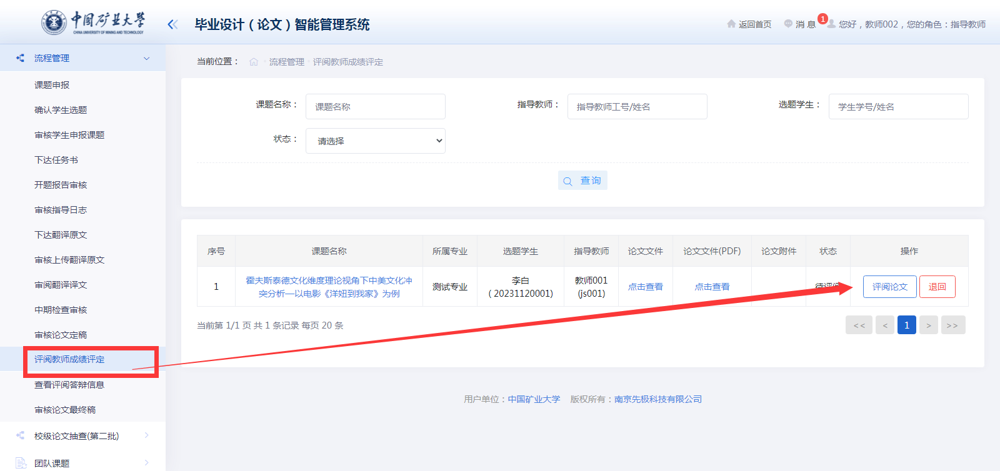 中国矿业大学
CHINA UNIVERSITY OF MINING AND TECHNOLOGY
毕业设计（论文）智能管理系统
返回首页 消 息 1 您好，教师002，您的角色：指导教师
流程管理
课题申报
确认学生选题
审核学生申报课题
下达任务书
开题报告审核
审核指导日志
下达翻译原文
审核上传翻译原文
审阅翻译译文
中期检查审核
审核论文定稿
评阅教师成绩评定
查看评阅答辩信息
审核论文最终稿
校级论文抽查(第二批)
团队课题
当前位置： 流程管理 评阅教师成绩评定
课题名称： 课题名称 指导教师： 指导教师工号/姓名 选题学生： 学生学号/姓名
状态： 请选择
查询
序号 课题名称 所属专业 选题学生 指导教师 论文文件 论文文件(PDF) 论文附件 状态 操作
1 霍夫斯泰德文化维度理论视角下中美文化冲
突分析—以电影《洋妞到我家》为例 测试专业 李白
( 20231120001) 教师001
(js001) 点击查看 点击查看 待评阅 评阅论文 退回
当前第 1/1 页 共 1 条记录 每页 20 条
<< < 1 > >>
用户单位：中国矿业大学 版权所有：南京先极科技有限公司